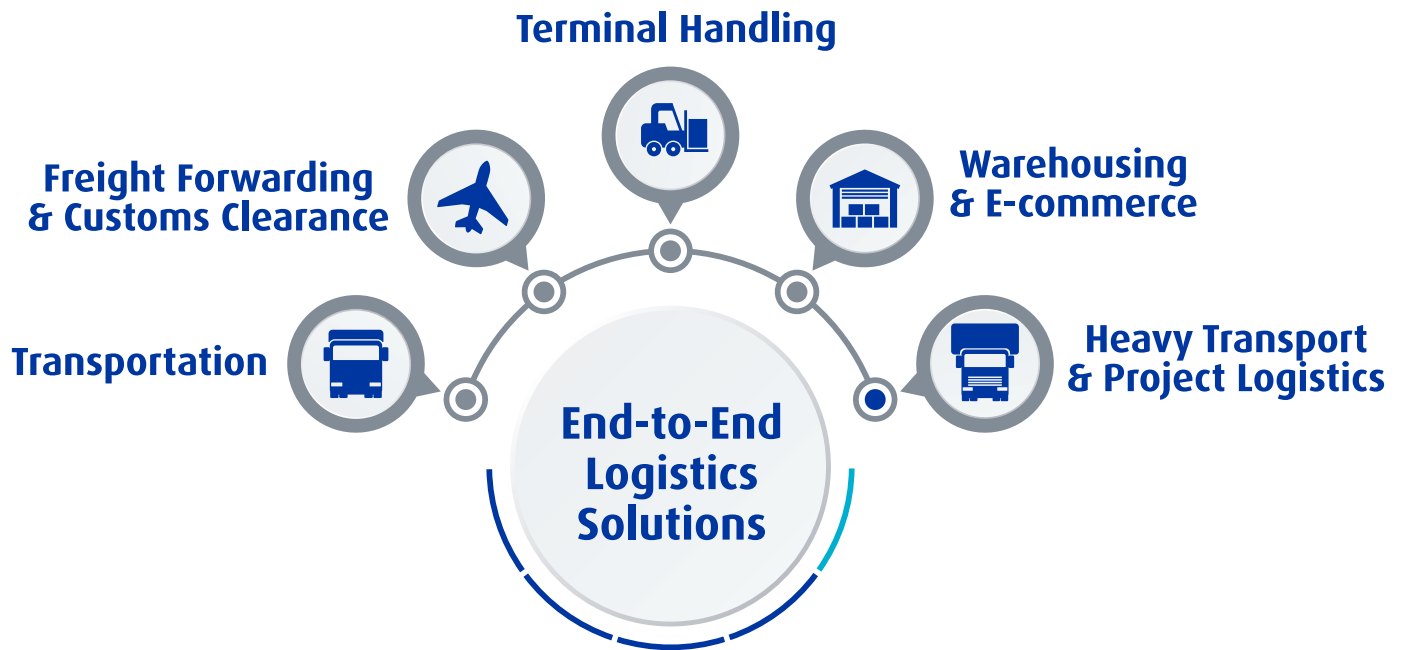 Terminal Handling
Freight Forwarding
& Customs Clearance
Warehousing
& E-commerce
Transportation
Heavy Transport
& Project Logistics
End-to-End
Logistics
Solutions